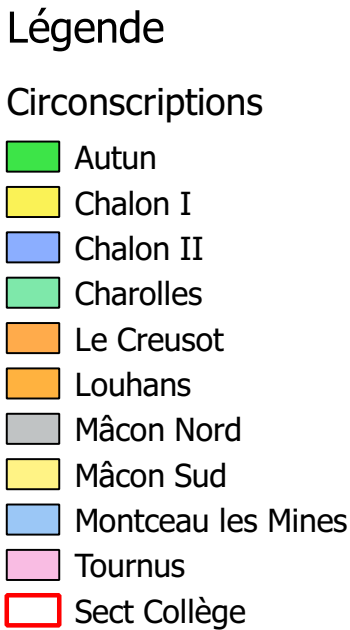 Légende
Circonscriptions
Autun
Chalon I
Chalon II
Charolles
Le Creusot
Louhans
Mâcon Nord
Mâcon Sud
Montceau les Mines
Tournus
Sect Collège